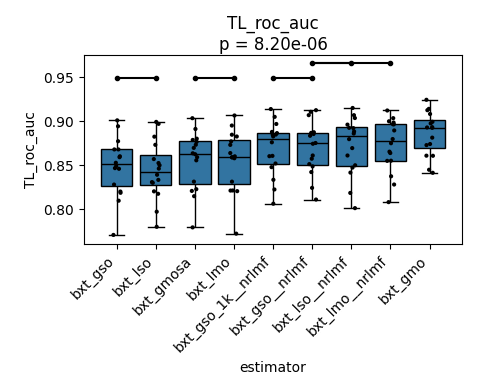 TL_roc_auc
p = 8.20e-06
0.95
0.90
0.85
0.80
TL_roc_auc
bxt_gso
bxt_lso
bxt_gmosa
bxt_lmo
bxt_gso_1k__nrlmf
bxt_gso__nrlmf
bxt_lso__nrlmf
bxt_lmo__nrlmf
bxt_gmo
estimator